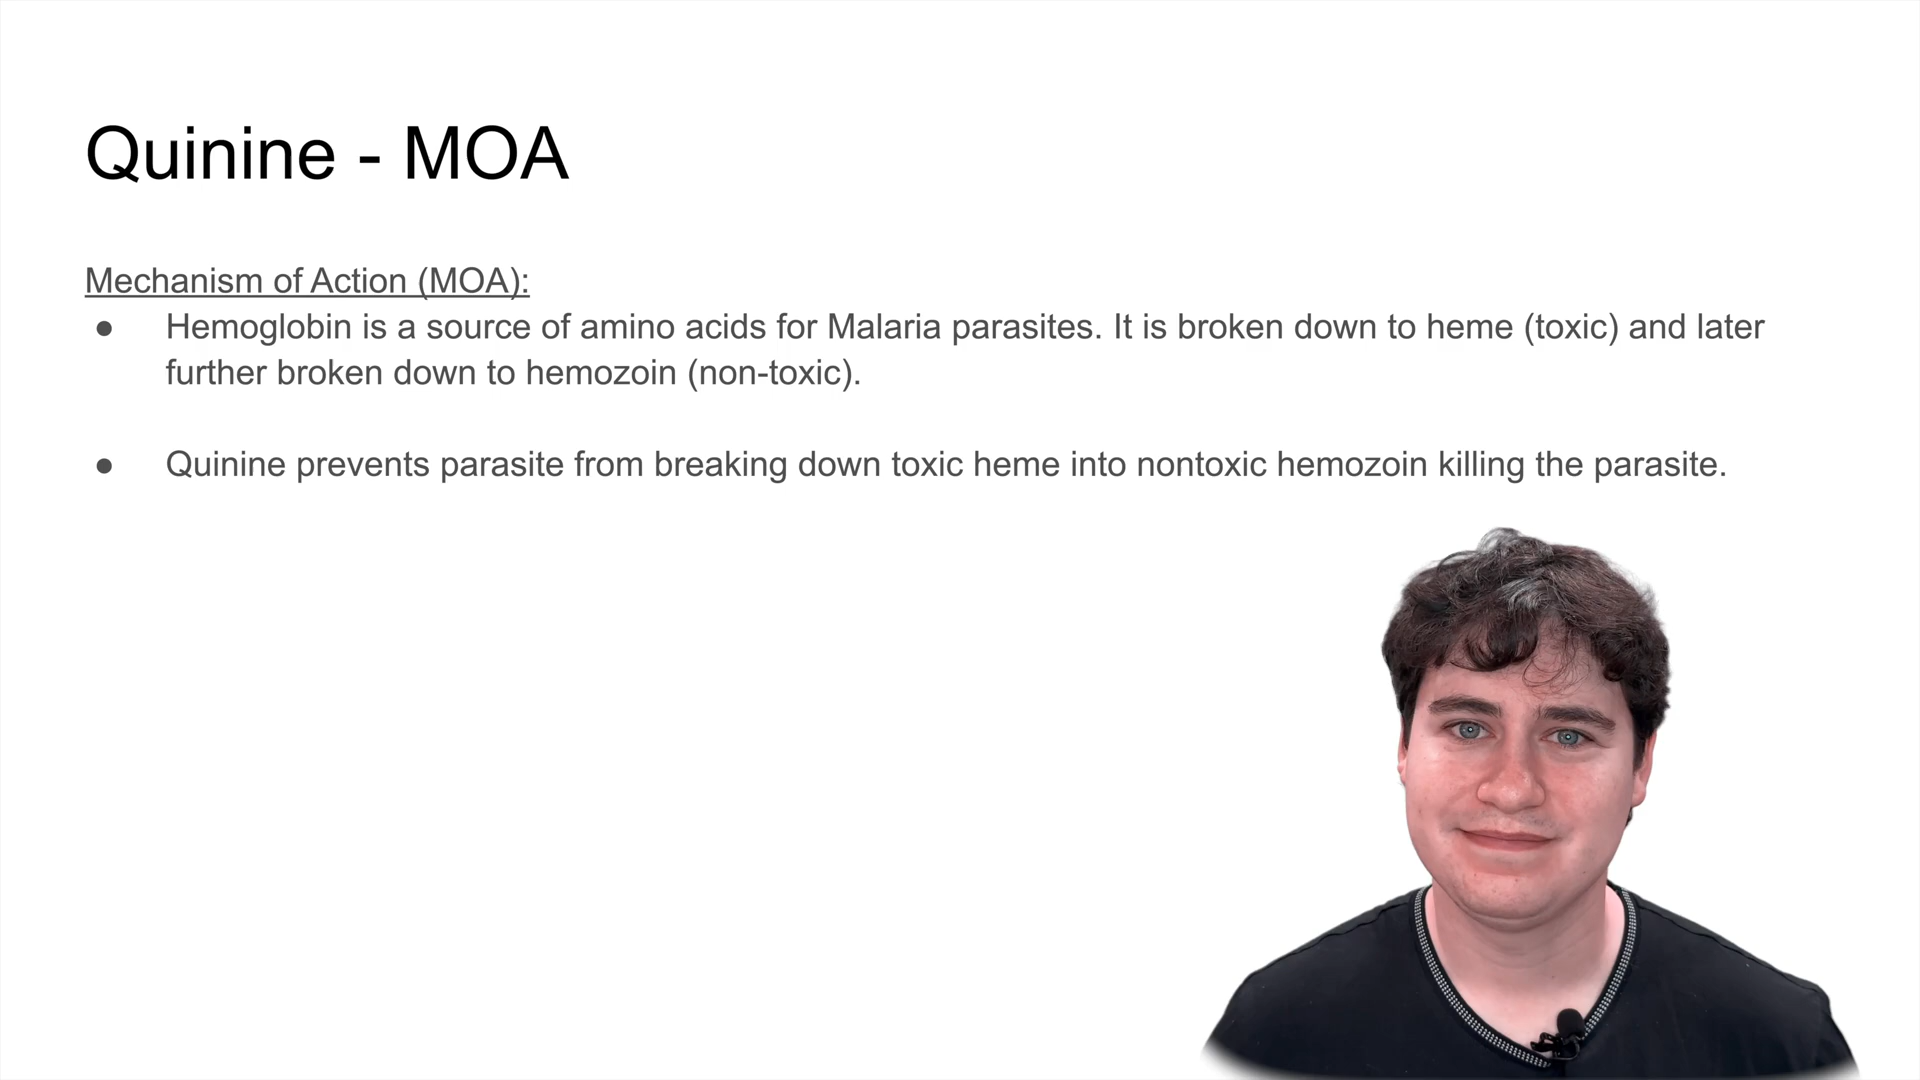 Quinine - MOA
Mechanism of Action (MOA):
● Hemoglobin is a source of amino acids for Malaria parasites. It is broken down to heme (toxic) and later
further broken down to hemozoin (non-toxic).
● Quinine prevents parasite from breaking down toxic heme into nontoxic hemozoin killing the parasite.